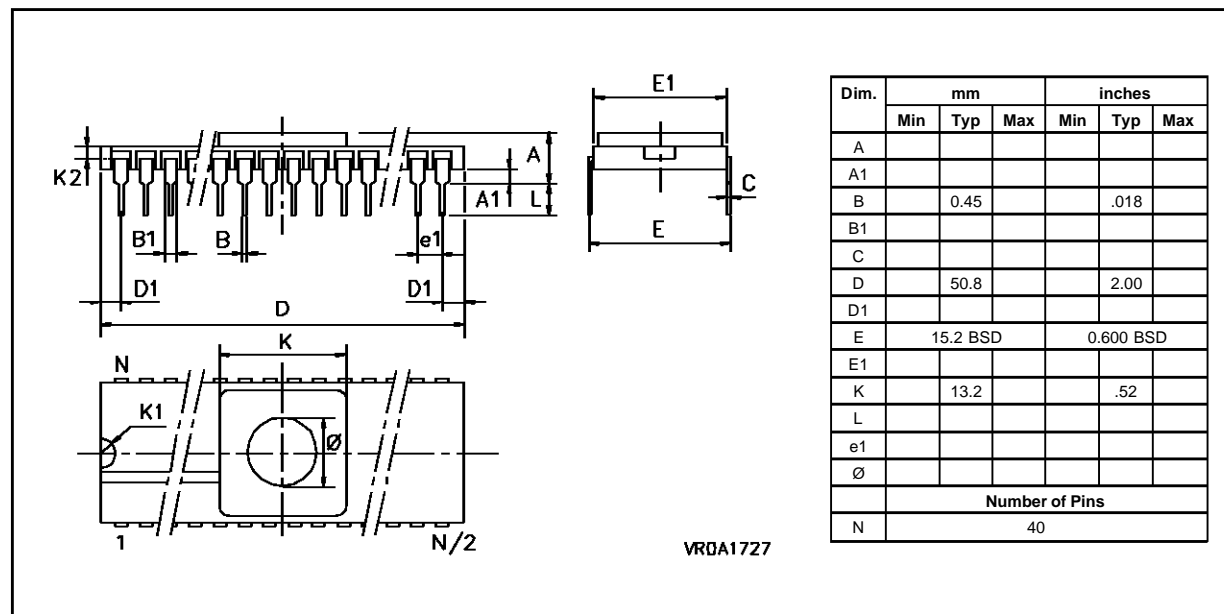 E1
A
K2
A1
L
C
B1
B
e1
E
D1
D1
D
K
N
K1
Ø
1
N/2
VR0A1727
Dim. mm inches
Min Typ Max Min Typ Max
A
A1
B 0.45 .018
B1
C
D 50.8 2.00
D1
E 15.2 BSD 0.600 BSD
E1
K 13.2 .52
L
e1
Ø
Number of Pins
N 40